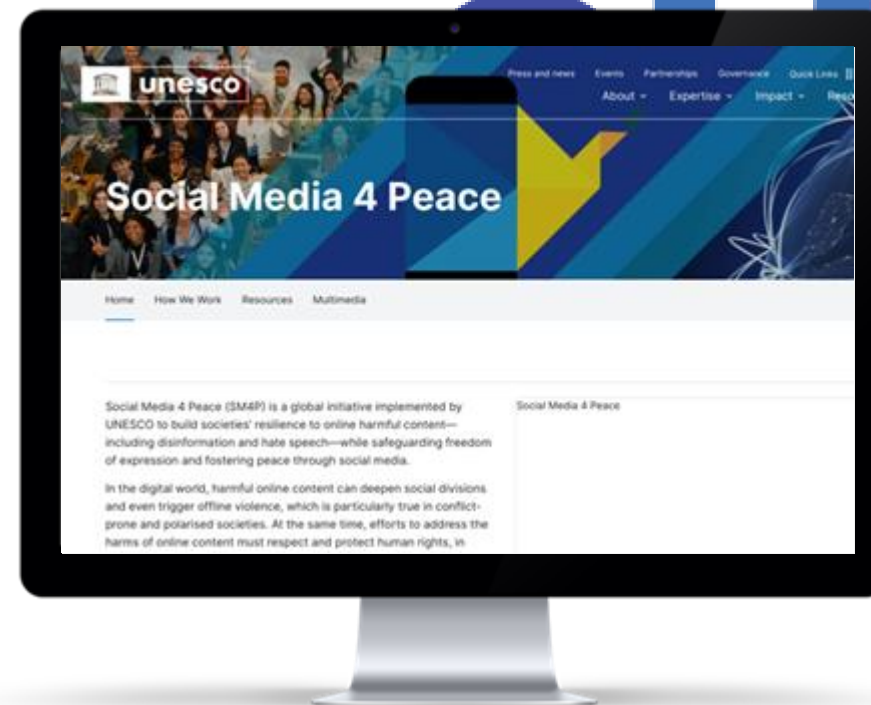 unesco
Press and news Events Partnerships Governance Quick Links
About Expertise Impact Reso
Social Media 4 Peace
Home How We Work Resources Multimedia
Social Media 4 Peace (SM4P) is a global initiative implemented by
UNESCO to build societies' resilience to online harmful content—
including disinformation and hate speech—while safeguarding freedom
of expression and fostering peace through social media.
In the digital world, harmful online content can deepen social divisions
and even trigger offline violence, which is particularly true in conflict-
prone and polarised societies. At the same time, efforts to address the
harms of online content must respect and protect human rights, in
Social Media 4 Peace